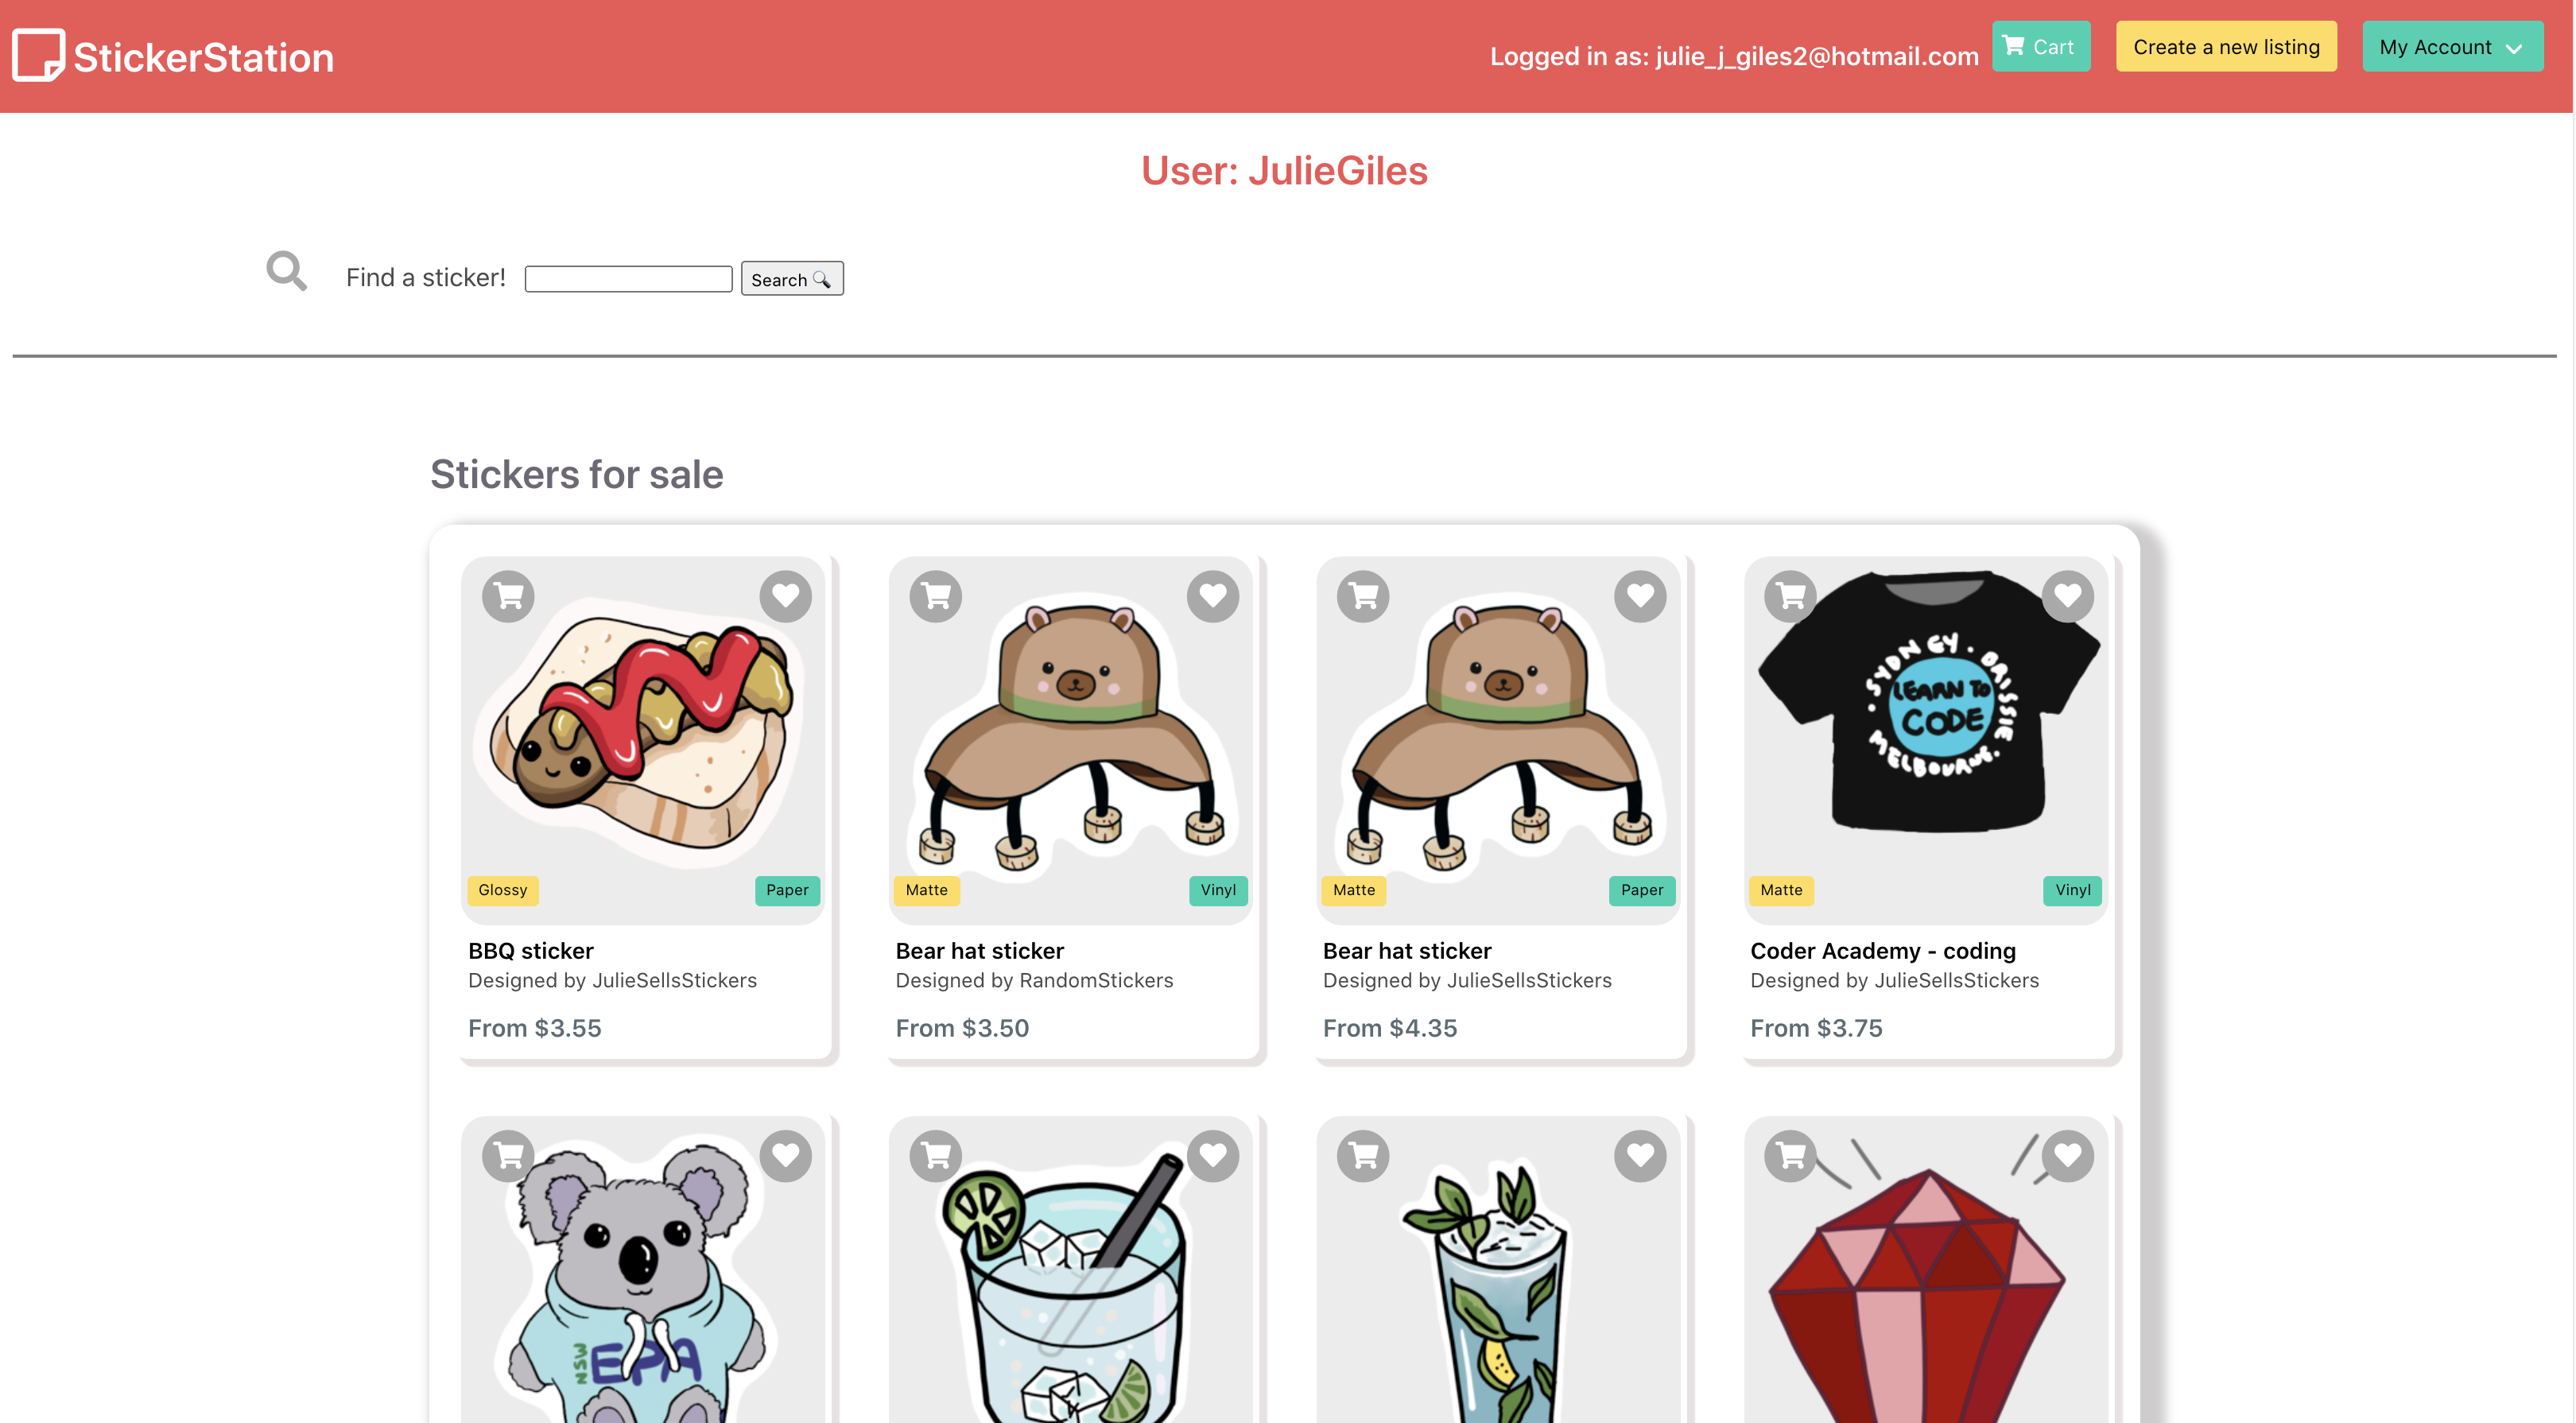 StickerStation
Logged in as: julie_j_giles2@hotmail.com
Cart
Create a new listing
My Account
User: JulieGiles
Find a sticker!
Search
Stickers for sale
SYDNEY · BRISSIE · MELBOURNE ·
LEARN TO
CODE
Glossy
Paper
Matte
Vinyl
Matte
Paper
Matte
Vinyl
BBQ sticker
Designed by JulieSellsStickers
From $3.55
Bear hat sticker
Designed by RandomStickers
From $3.50
Bear hat sticker
Designed by JulieSellsStickers
From $4.35
Coder Academy - coding
Designed by JulieSellsStickers
From $3.75
NSW
EPA